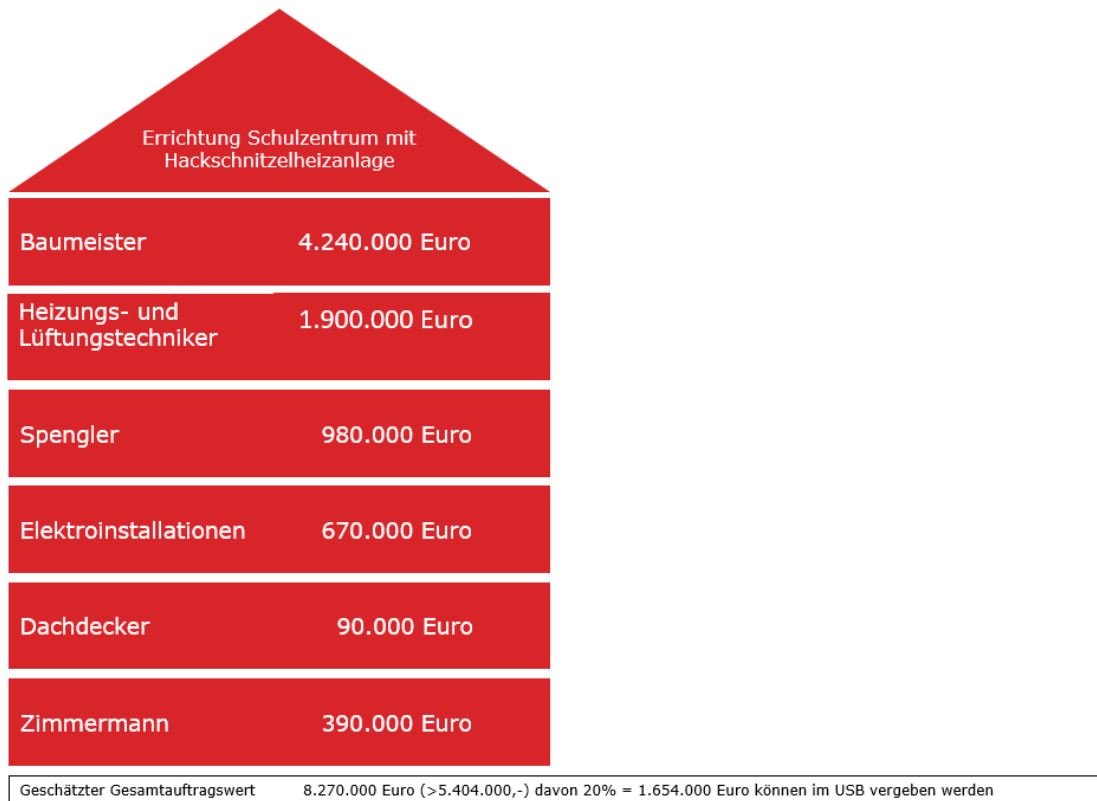 Errichtung Schulzentrum mit
Hackschnitzelheizanlage
Baumeister 4.240.000 Euro
Heizungs- und
Lüftungstechniker 1.900.000 Euro
Spengler 980.000 Euro
Elektroinstallationen 670.000 Euro
Dachdecker 90.000 Euro
Zimmermann 390.000 Euro
Geschätzter Gesamtauftragswert 8.270.000 Euro (>5.404.000,-) davon 20% = 1.654.000 Euro können im USB vergeben werden